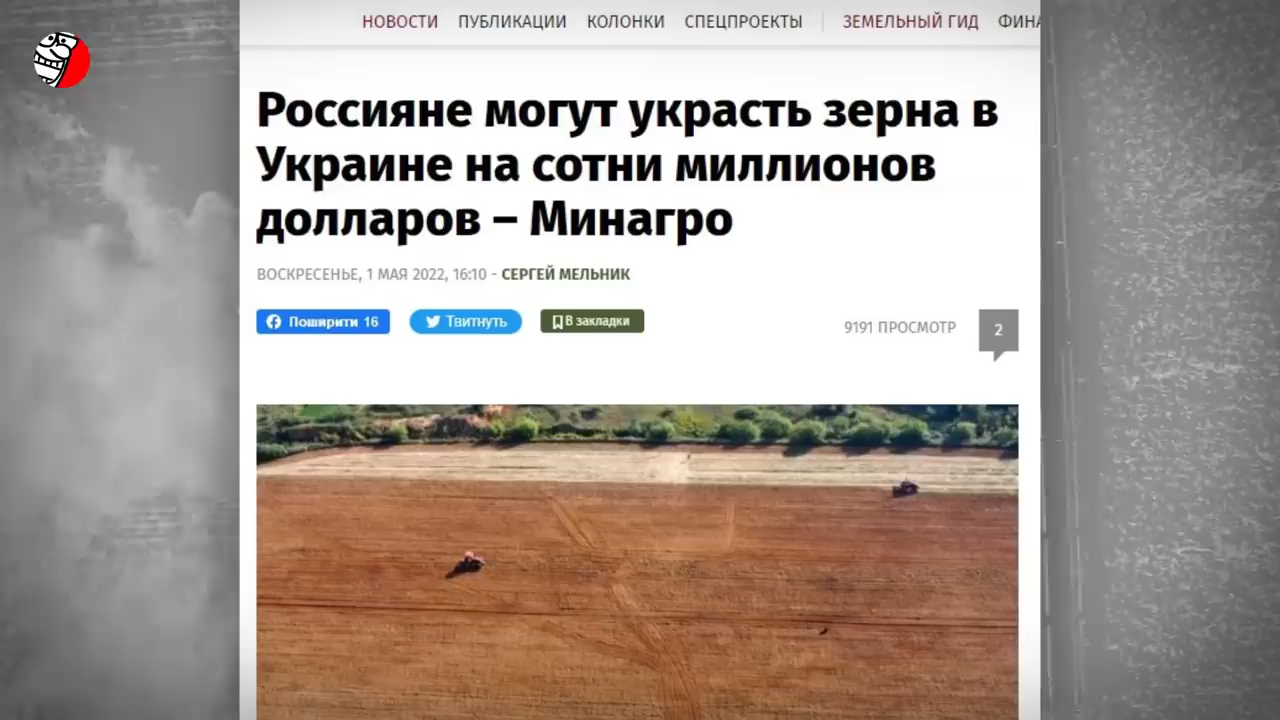 НОВОСТИ ПУБЛИКАЦИИ КОЛОНКИ СПЕЦПРОЕКТЫ ЗЕМЕЛЬНЫЙ ГИД ФИНА
Россияне могут украсть зерна в
Украине на сотни миллионов
долларов – Минагро
ВОСКРЕСЕНЬЕ, 1 МАЯ 2022, 16:10 - СЕРГЕЙ МЕЛЬНИК
Поширити 16 Твитнуть В закладки 9191 ПРОСМОТР 2